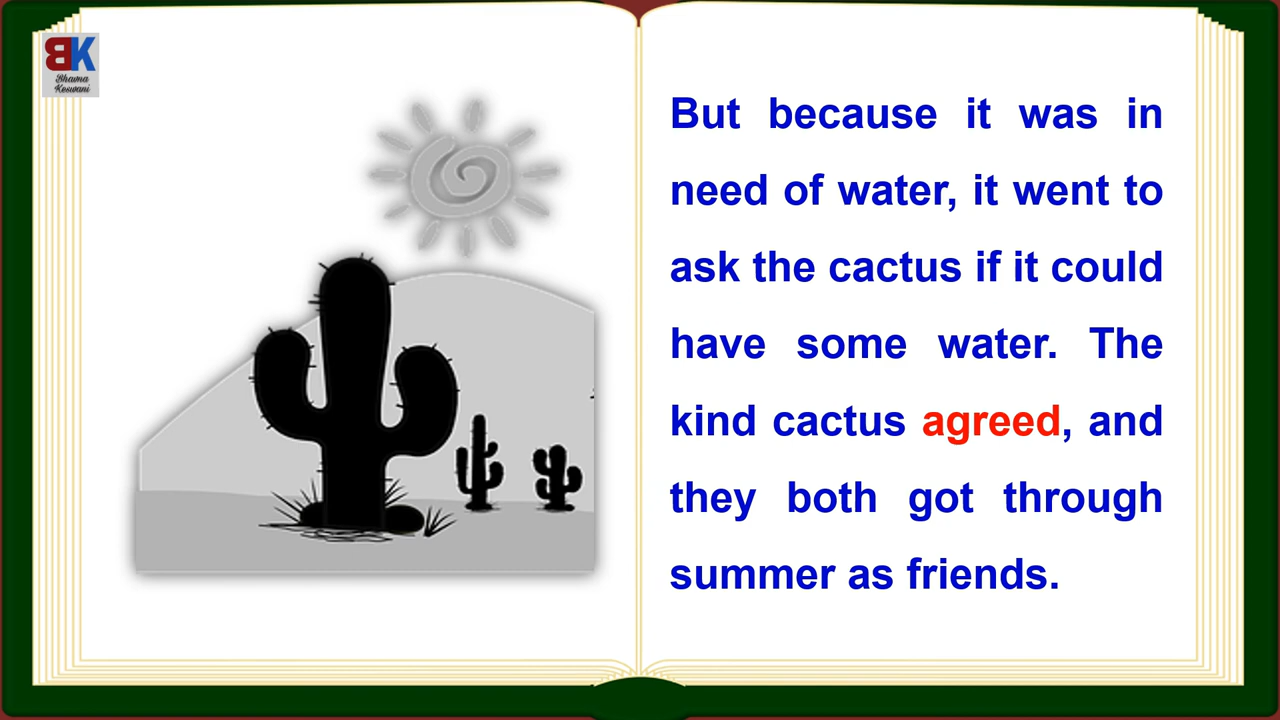 BK
Bhavna
Keswani
But because it was in
need of water, it went to
ask the cactus if it could
have some water. The
kind cactus agreed, and
they both got through
summer as friends.